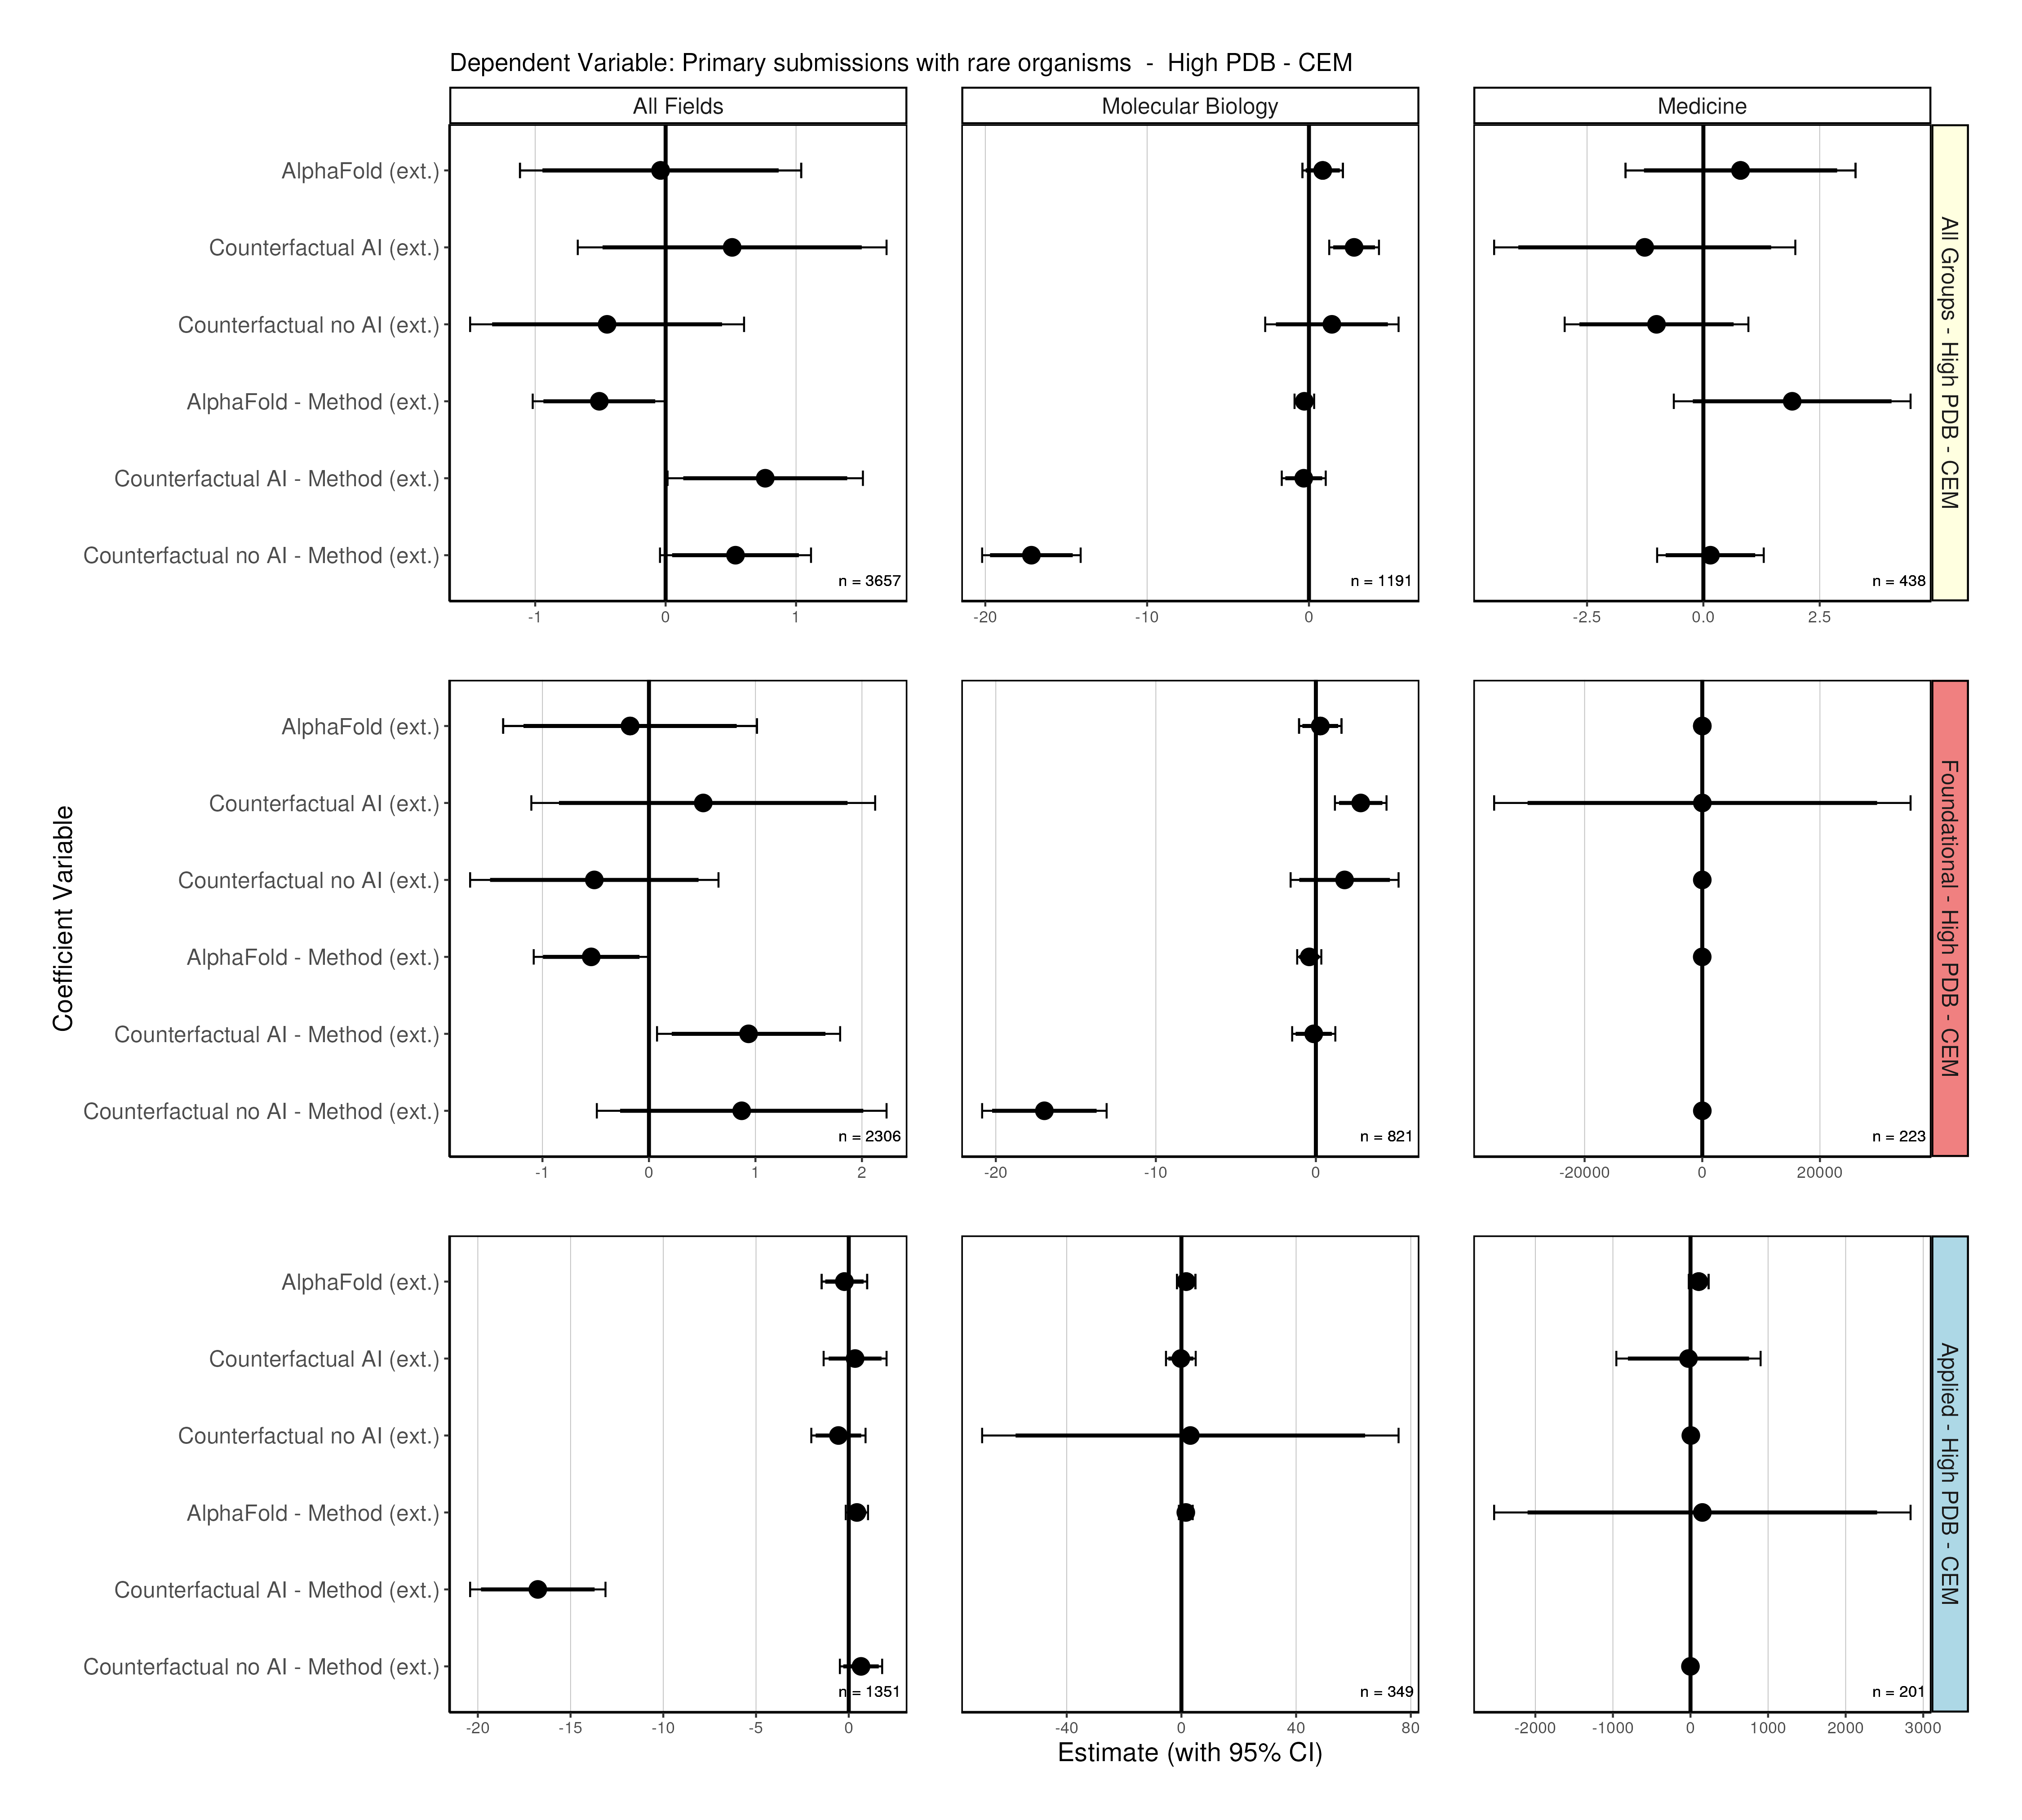 Dependent Variable: Primary submissions with rare organisms - High PDB - CEM
All Fields
Molecular Biology
Medicine
AlphaFold (ext.)
Counterfactual AI (ext.)
Counterfactual no AI (ext.)
AlphaFold - Method (ext.)
Counterfactual AI - Method (ext.)
Counterfactual no AI - Method (ext.)
n = 3657
n = 1191
n = 438
-1 0 1
-20 -10 0
-2.5 0.0 2.5
All Groups - High PDB - CEM
Coefficient Variable
AlphaFold (ext.)
Counterfactual AI (ext.)
Counterfactual no AI (ext.)
AlphaFold - Method (ext.)
Counterfactual AI - Method (ext.)
Counterfactual no AI - Method (ext.)
n = 2306
n = 821
n = 223
-1 0 1 2
-20 -10 0
-20000 0 20000
Foundational - High PDB - CEM
AlphaFold (ext.)
Counterfactual AI (ext.)
Counterfactual no AI (ext.)
AlphaFold - Method (ext.)
Counterfactual AI - Method (ext.)
Counterfactual no AI - Method (ext.)
n = 1351
n = 349
n = 201
-20 -15 -10 -5 0
-40 0 40 80
-2000 -1000 0 1000 2000 3000
Applied - High PDB - CEM
Estimate (with 95% CI)